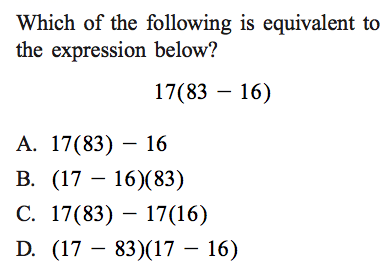 Which of the following is equivalent to
the expression below?
17(83 − 16)
A. 17(83) − 16
B. (17 − 16)(83)
C. 17(83) − 17(16)
D. (17 − 83)(17 − 16)